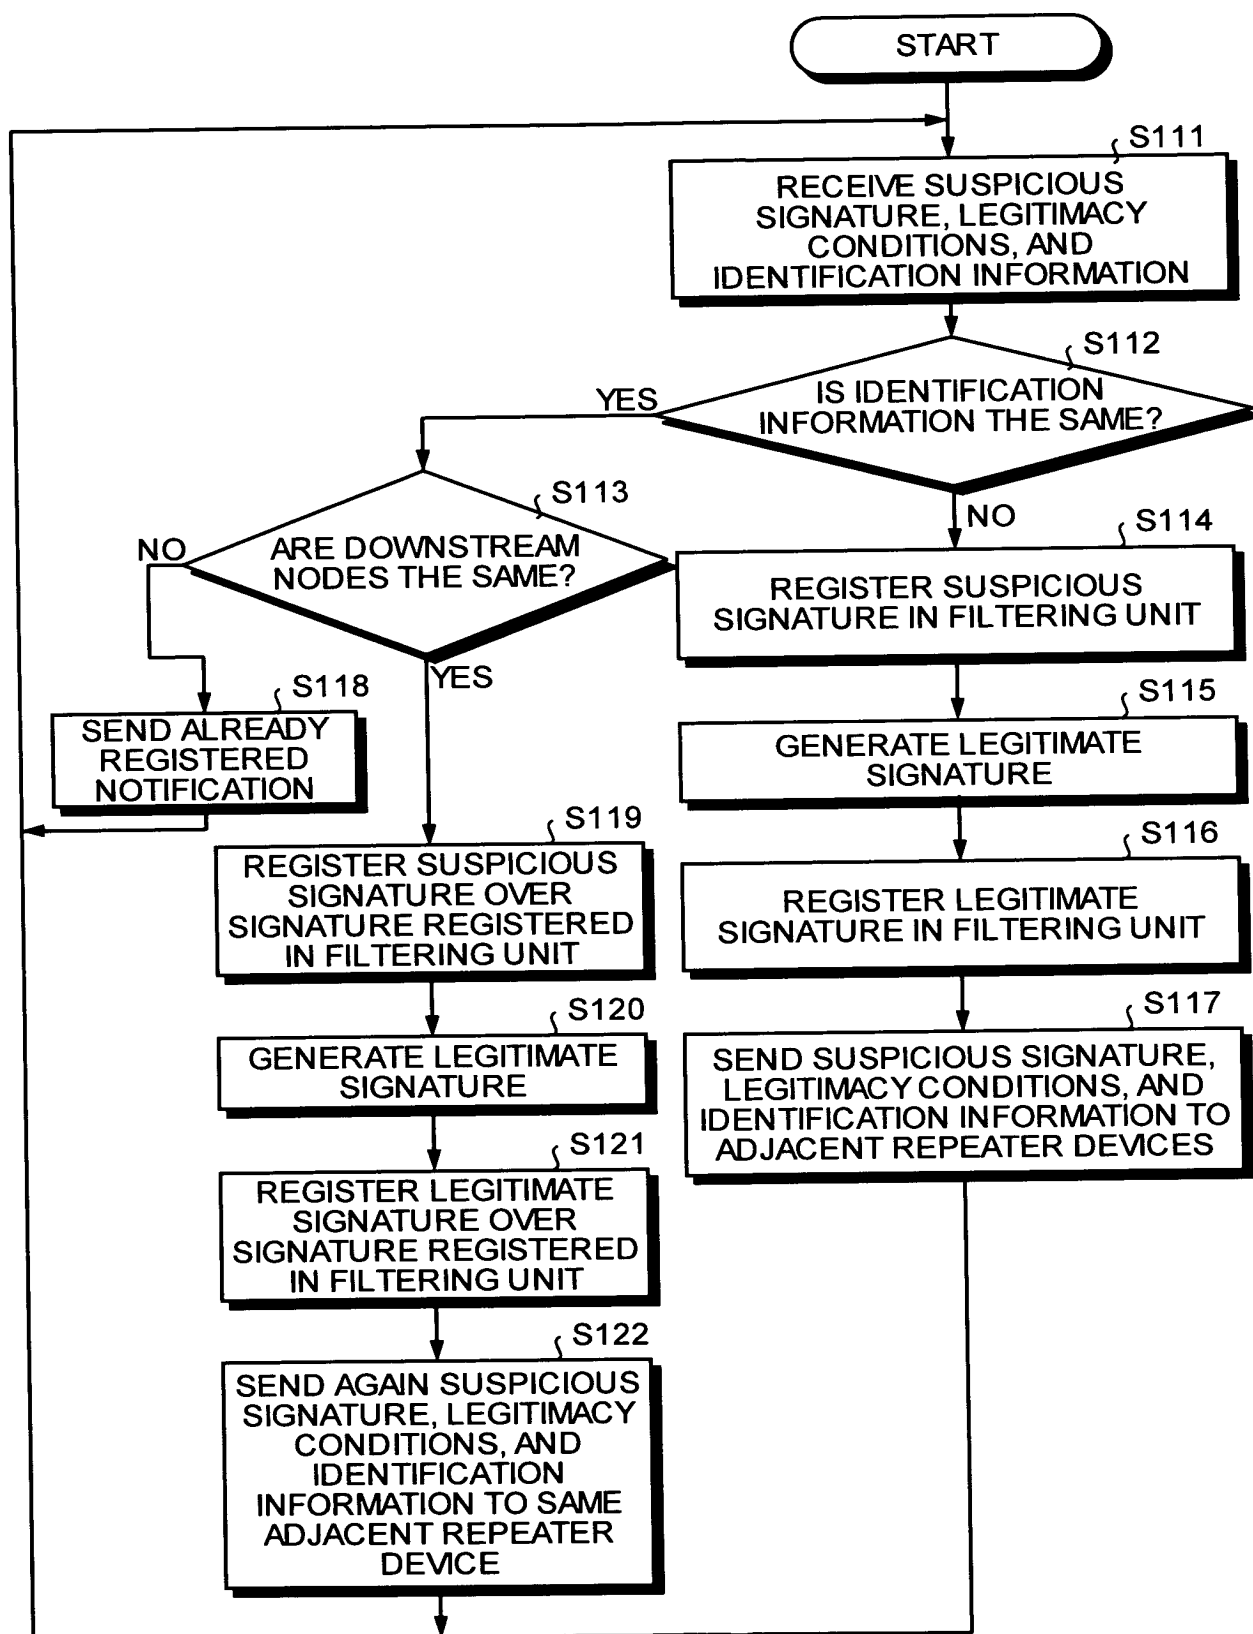 START
S111
RECEIVE SUSPICIOUS
SIGNATURE, LEGITIMACY
CONDITIONS, AND
IDENTIFICATION INFORMATION
S112
IS IDENTIFICATION
INFORMATION THE SAME?
YES
NO
S113
ARE DOWNSTREAM
NODES THE SAME?
NO
YES
S114
REGISTER SUSPICIOUS
SIGNATURE IN FILTERING UNIT
S115
GENERATE LEGITIMATE
SIGNATURE
S116
REGISTER LEGITIMATE
SIGNATURE IN FILTERING UNIT
S117
SEND SUSPICIOUS SIGNATURE,
LEGITIMACY CONDITIONS, AND
IDENTIFICATION INFORMATION TO
ADJACENT REPEATER DEVICES
S118
SEND ALREADY
REGISTERED
NOTIFICATION
S119
REGISTER SUSPICIOUS
SIGNATURE OVER
SIGNATURE REGISTERED
IN FILTERING UNIT
S120
GENERATE LEGITIMATE
SIGNATURE
S121
REGISTER LEGITIMATE
SIGNATURE OVER
SIGNATURE REGISTERED
IN FILTERING UNIT
S122
SEND AGAIN SUSPICIOUS
SIGNATURE, LEGITIMACY
CONDITIONS, AND
IDENTIFICATION
INFORMATION TO SAME
ADJACENT REPEATER
DEVICE